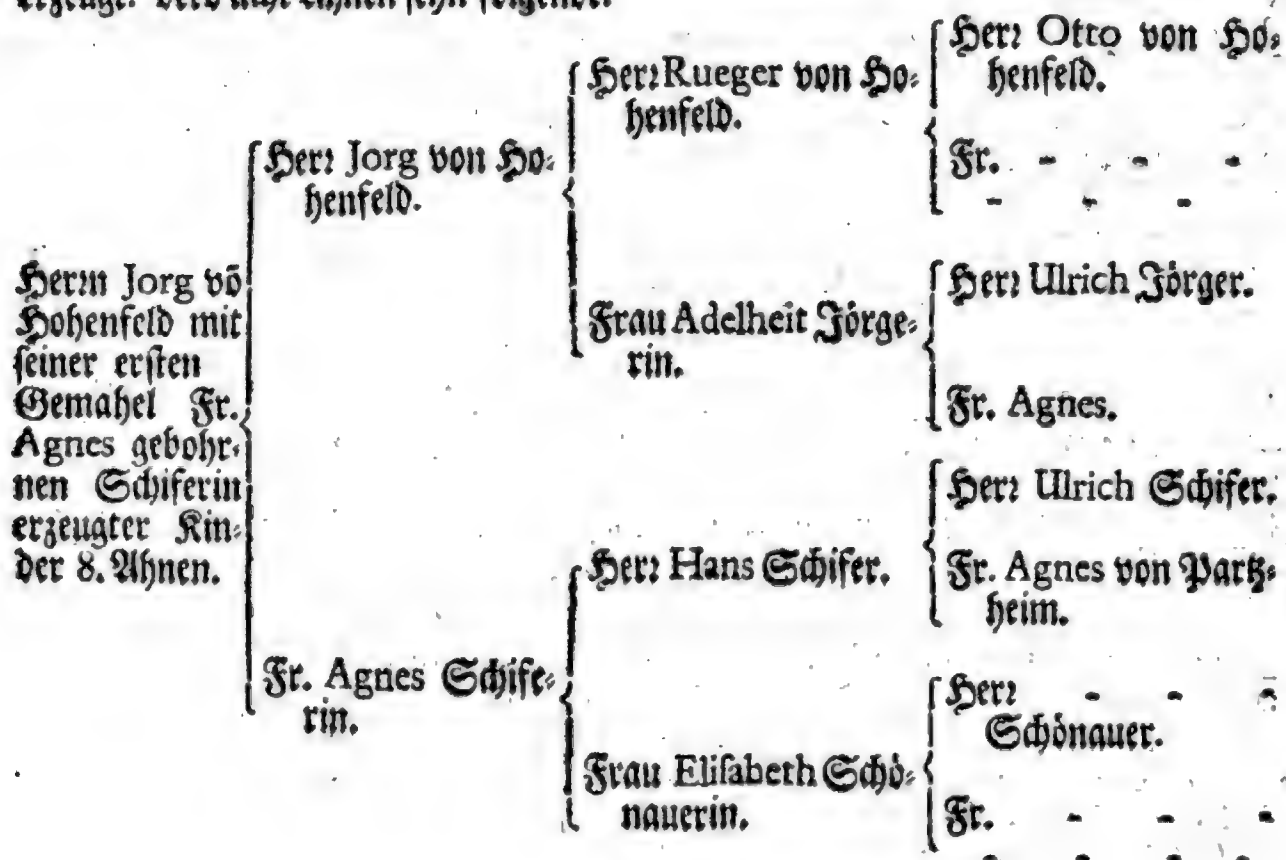 Herrn Jorg võ
Hohenfeld mit
seiner ersten
Gemahel Fr.
Agnes gebohr-
nen Schiferin
erzeugter Kin-
der 8. Ahnen.
Herr Jorg von Ho-
henfeld.
Fr. Agnes Schife-
rin.
Herr Rueger von Ho-
henfeld.
Frau Adelheit Jörge-
rin.
Herr Hans Schifer.
Frau Elisabeth Schö-
nauerin.
Herr Otto von Ho-
henfeld.
Fr. - - -
- - -
Herr Ulrich Jörger.
Fr. Agnes.
Herr Ulrich Schifer.
Fr. Agnes von Partz-
heim.
Herr - - -
Schönauer.
Fr. - - -